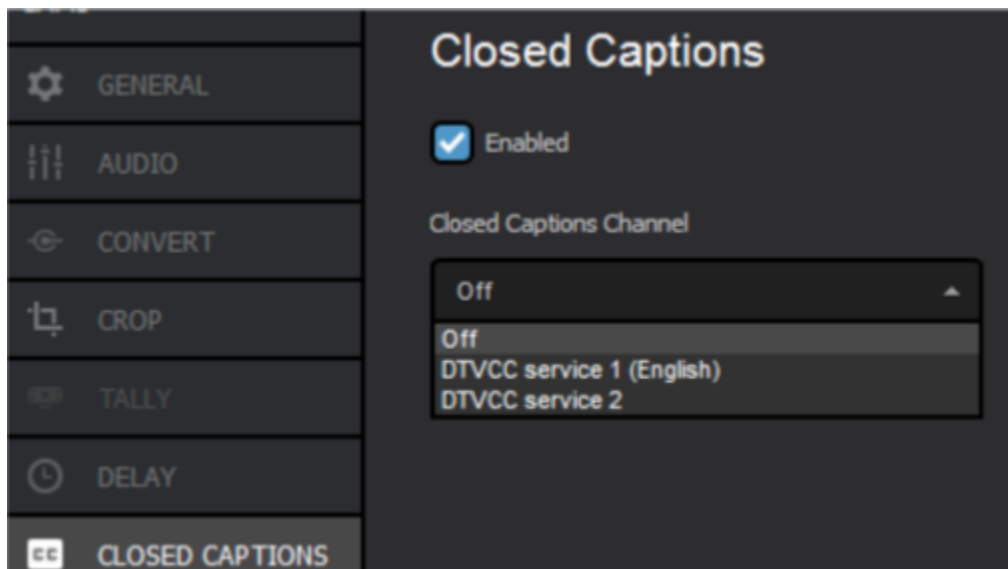 Closed Captions
GENERAL
Enabled
AUDIO
Closed Captions Channel
CONVERT
Off
CROP
Off
DTVCC service 1 (English)
DTVCC service 2
TALLY
DELAY
CC CLOSED CAPTIONS